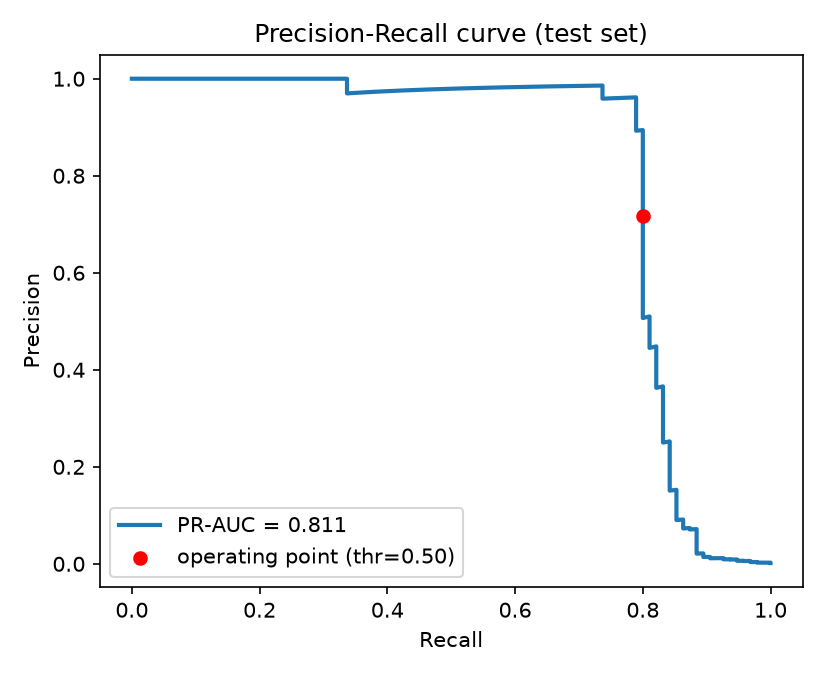 Precision-Recall curve (test set)
1.0
0.8
0.6
0.4
0.2
0.0
Precision
PR-AUC = 0.811
operating point (thr=0.50)
0.0 0.2 0.4 0.6 0.8 1.0
Recall